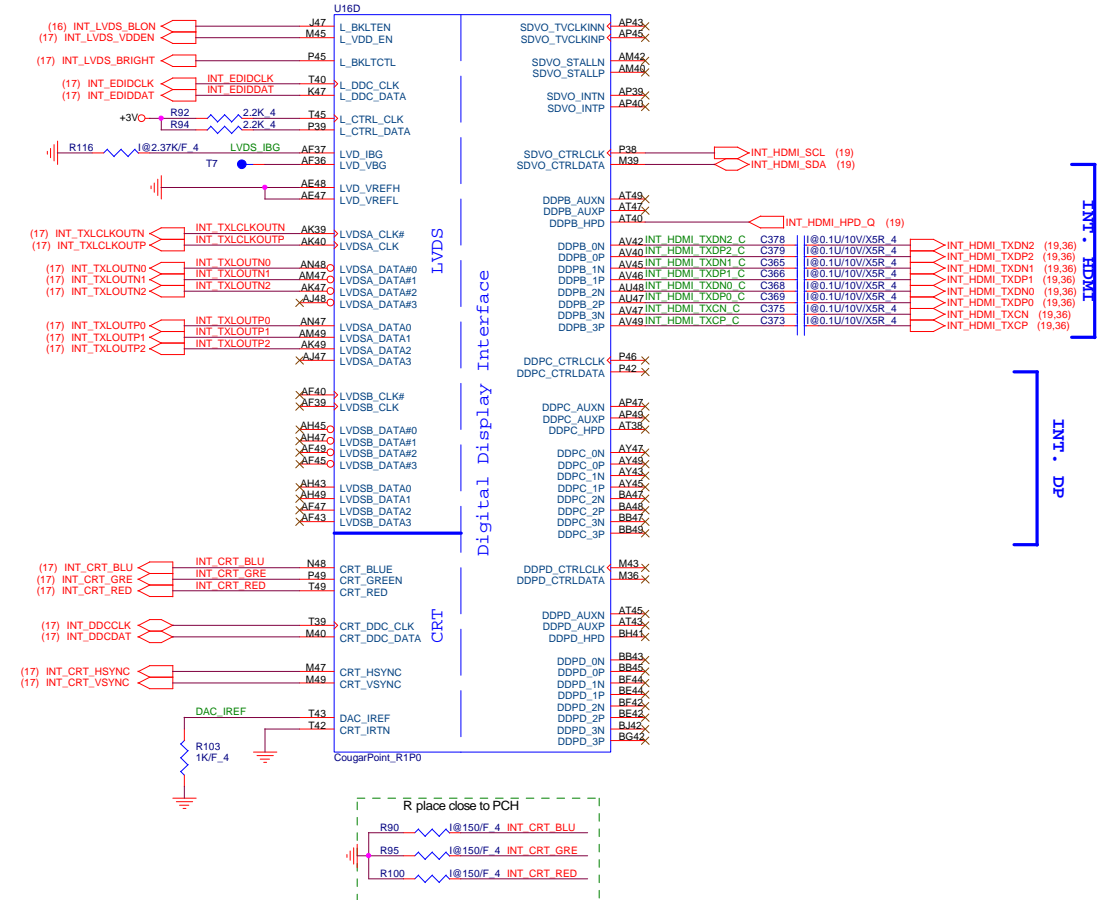 U16D
(16) INT_LVDS_BLON J47 L_BKLTEN
(17) INT_LVDS_VDDEN M45 L_VDD_EN
(17) INT_LVDS_BRIGHT P45 L_BKLTCTL
(17) INT_EDIDCLK INT_EDIDCLK T40 L_DDC_CLK
(17) INT_EDIDDAT INT_EDIDDAT K47 L_DDC_DATA
+3V R92 2.2K_4 T45 L_CTRL_CLK
R94 2.2K_4 P39 L_CTRL_DATA
R116 I@2.37K/F_4 LVDS_IBG AF37 LVD_IBG
T7 AF36 LVD_VBG
AE48 LVD_VREFH
AE47 LVD_VREFL
(17) INT_TXLCLKOUTN INT_TXLCLKOUTN AK39 LVDSA_CLK#
(17) INT_TXLCLKOUTP INT_TXLCLKOUTP AK40 LVDSA_CLK
(17) INT_TXLOUTN0 INT_TXLOUTN0 AN48 LVDSA_DATA#0
(17) INT_TXLOUTN1 INT_TXLOUTN1 AM47 LVDSA_DATA#1
(17) INT_TXLOUTN2 INT_TXLOUTN2 AK47 LVDSA_DATA#2
AJ48 LVDSA_DATA#3
(17) INT_TXLOUTP0 INT_TXLOUTP0 AN47 LVDSA_DATA0
(17) INT_TXLOUTP1 INT_TXLOUTP1 AM49 LVDSA_DATA1
(17) INT_TXLOUTP2 INT_TXLOUTP2 AK49 LVDSA_DATA2
AJ47 LVDSA_DATA3
AF40 LVDSB_CLK#
AF39 LVDSB_CLK
AH45 LVDSB_DATA#0
AH47 LVDSB_DATA#1
AF49 LVDSB_DATA#2
AF45 LVDSB_DATA#3
AH43 LVDSB_DATA0
AH49 LVDSB_DATA1
AF47 LVDSB_DATA2
AF43 LVDSB_DATA3
(17) INT_CRT_BLU INT_CRT_BLU N48 CRT_BLUE
(17) INT_CRT_GRE INT_CRT_GRE P49 CRT_GREEN
(17) INT_CRT_RED INT_CRT_RED T49 CRT_RED
(17) INT_DDCCLK T39 CRT_DDC_CLK
(17) INT_DDCDAT M40 CRT_DDC_DATA
(17) INT_CRT_HSYNC M47 CRT_HSYNC
(17) INT_CRT_VSYNC M49 CRT_VSYNC
DAC_IREF T43 DAC_IREF
T42 CRT_IRTN
R103
1K/F_4
CougarPoint_R1P0
LVDS
CRT
Digital Display Interface
SDVO_TVCLKINN AP43
SDVO_TVCLKINP AP45
SDVO_STALLN AM42
SDVO_STALLP AM40
SDVO_INTN AP39
SDVO_INTP AP40
SDVO_CTRLCLK P38 INT_HDMI_SCL (19)
SDVO_CTRLDATA M39 INT_HDMI_SDA (19)
DDPB_AUXN AT49
DDPB_AUXP AT47
DDPB_HPD AT40 INT_HDMI_HPD_Q (19)
DDPB_0N AV42 INT_HDMI_TXDN2_C C378 I@0.1U/10V/X5R_4 INT_HDMI_TXDN2 (19,36)
DDPB_0P AV40 INT_HDMI_TXDP2_C C379 I@0.1U/10V/X5R_4 INT_HDMI_TXDP2 (19,36)
DDPB_1N AV45 INT_HDMI_TXDN1_C C365 I@0.1U/10V/X5R_4 INT_HDMI_TXDN1 (19,36)
DDPB_1P AV46 INT_HDMI_TXDP1_C C366 I@0.1U/10V/X5R_4 INT_HDMI_TXDP1 (19,36)
DDPB_2N AU48 INT_HDMI_TXDN0_C C368 I@0.1U/10V/X5R_4 INT_HDMI_TXDN0 (19,36)
DDPB_2P AU47 INT_HDMI_TXDP0_C C369 I@0.1U/10V/X5R_4 INT_HDMI_TXDP0 (19,36)
DDPB_3N AV47 INT_HDMI_TXCN_C C375 I@0.1U/10V/X5R_4 INT_HDMI_TXCN (19,36)
DDPB_3P AV49 INT_HDMI_TXCP_C C373 I@0.1U/10V/X5R_4 INT_HDMI_TXCP (19,36)
INT. HDMI
DDPC_CTRLCLK P46
DDPC_CTRLDATA P42
DDPC_AUXN AP47
DDPC_AUXP AP49
DDPC_HPD AT38
DDPC_0N AY47
DDPC_0P AY49
DDPC_1N AY43
DDPC_1P AY45
DDPC_2N BA47
DDPC_2P BA48
DDPC_3N BB47
DDPC_3P BB49
INT. DP
DDPD_CTRLCLK M43
DDPD_CTRLDATA M36
DDPD_AUXN AT45
DDPD_AUXP AT43
DDPD_HPD BH41
DDPD_0N BB43
DDPD_0P BB45
DDPD_1N BF44
DDPD_1P BE44
DDPD_2N BF42
DDPD_2P BE42
DDPD_3N BJ42
DDPD_3P BG42
R place close to PCH
R90 I@150/F_4 INT_CRT_BLU
R95 I@150/F_4 INT_CRT_GRE
R100 I@150/F_4 INT_CRT_RED